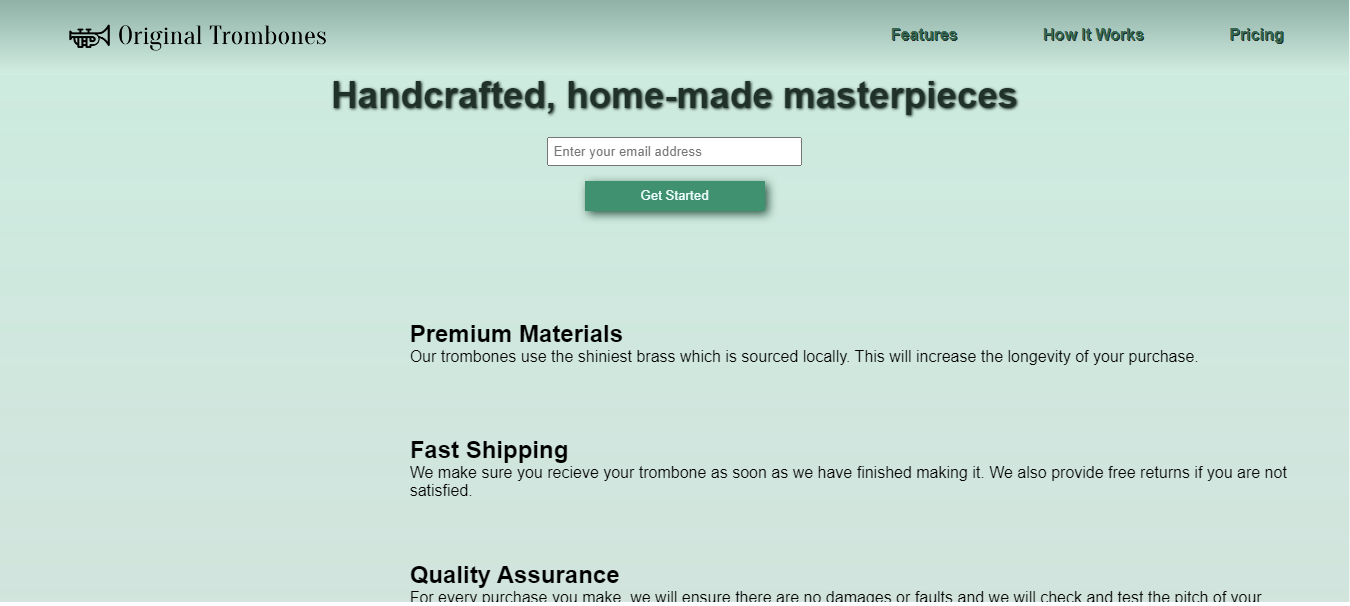 Original Trombones
Features
How It Works
Pricing
Handcrafted, home-made masterpieces
Enter your email address
Get Started
Premium Materials
Our trombones use the shiniest brass which is sourced locally. This will increase the longevity of your purchase.
Fast Shipping
We make sure you recieve your trombone as soon as we have finished making it. We also provide free returns if you are not
satisfied.
Quality Assurance
For every purchase you make, we will ensure there are no damages or faults and we will check and test the pitch of your